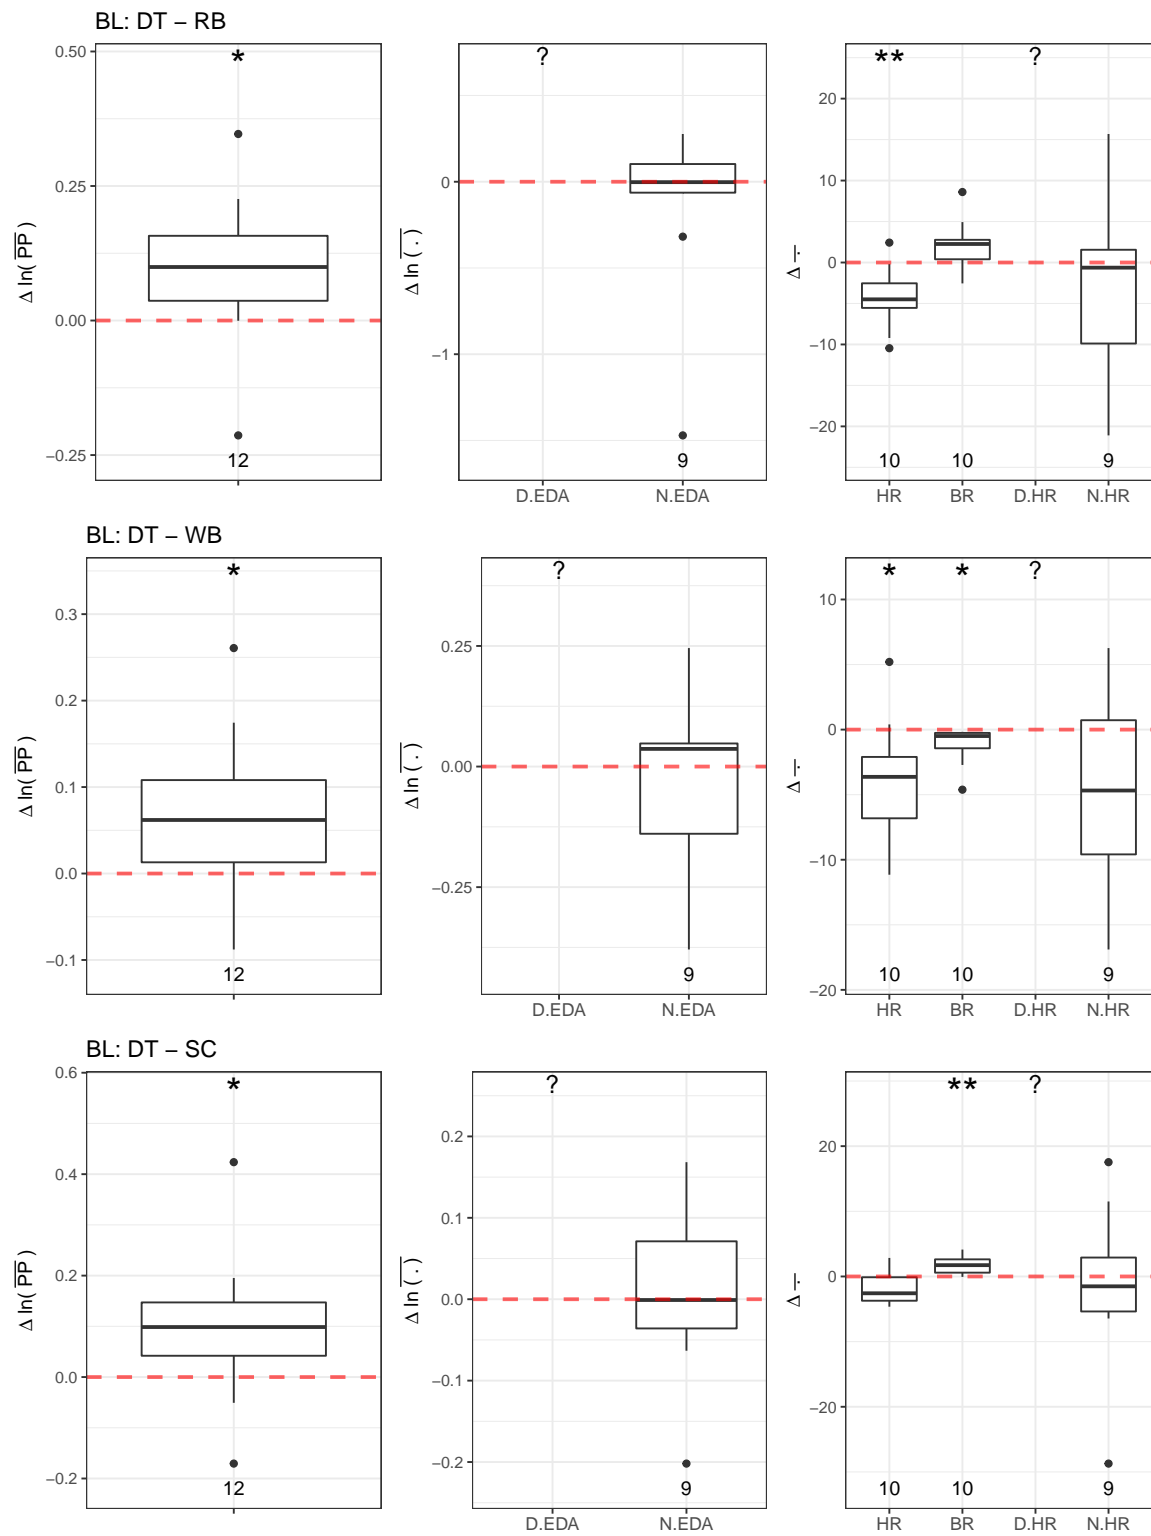 BL: DT − RB
Δ ln( PP )
0.50
0.25
0.00
−0.25
*
12
Δ ln ( . )
0
−1
?
9
D.EDA N.EDA
Δ .
20
10
0
−10
−20
** ?
10 10 9
HR BR D.HR N.HR
BL: DT − WB
Δ ln( PP )
0.3
0.2
0.1
0.0
−0.1
*
12
Δ ln ( . )
0.25
0.00
−0.25
?
9
D.EDA N.EDA
Δ .
10
0
−10
−20
* * ?
10 10 9
HR BR D.HR N.HR
BL: DT − SC
Δ ln( PP )
0.6
0.4
0.2
0.0
−0.2
*
12
Δ ln ( . )
0.2
0.1
0.0
−0.1
−0.2
?
9
D.EDA N.EDA
Δ .
20
0
−20
** ?
10 10 9
HR BR D.HR N.HR